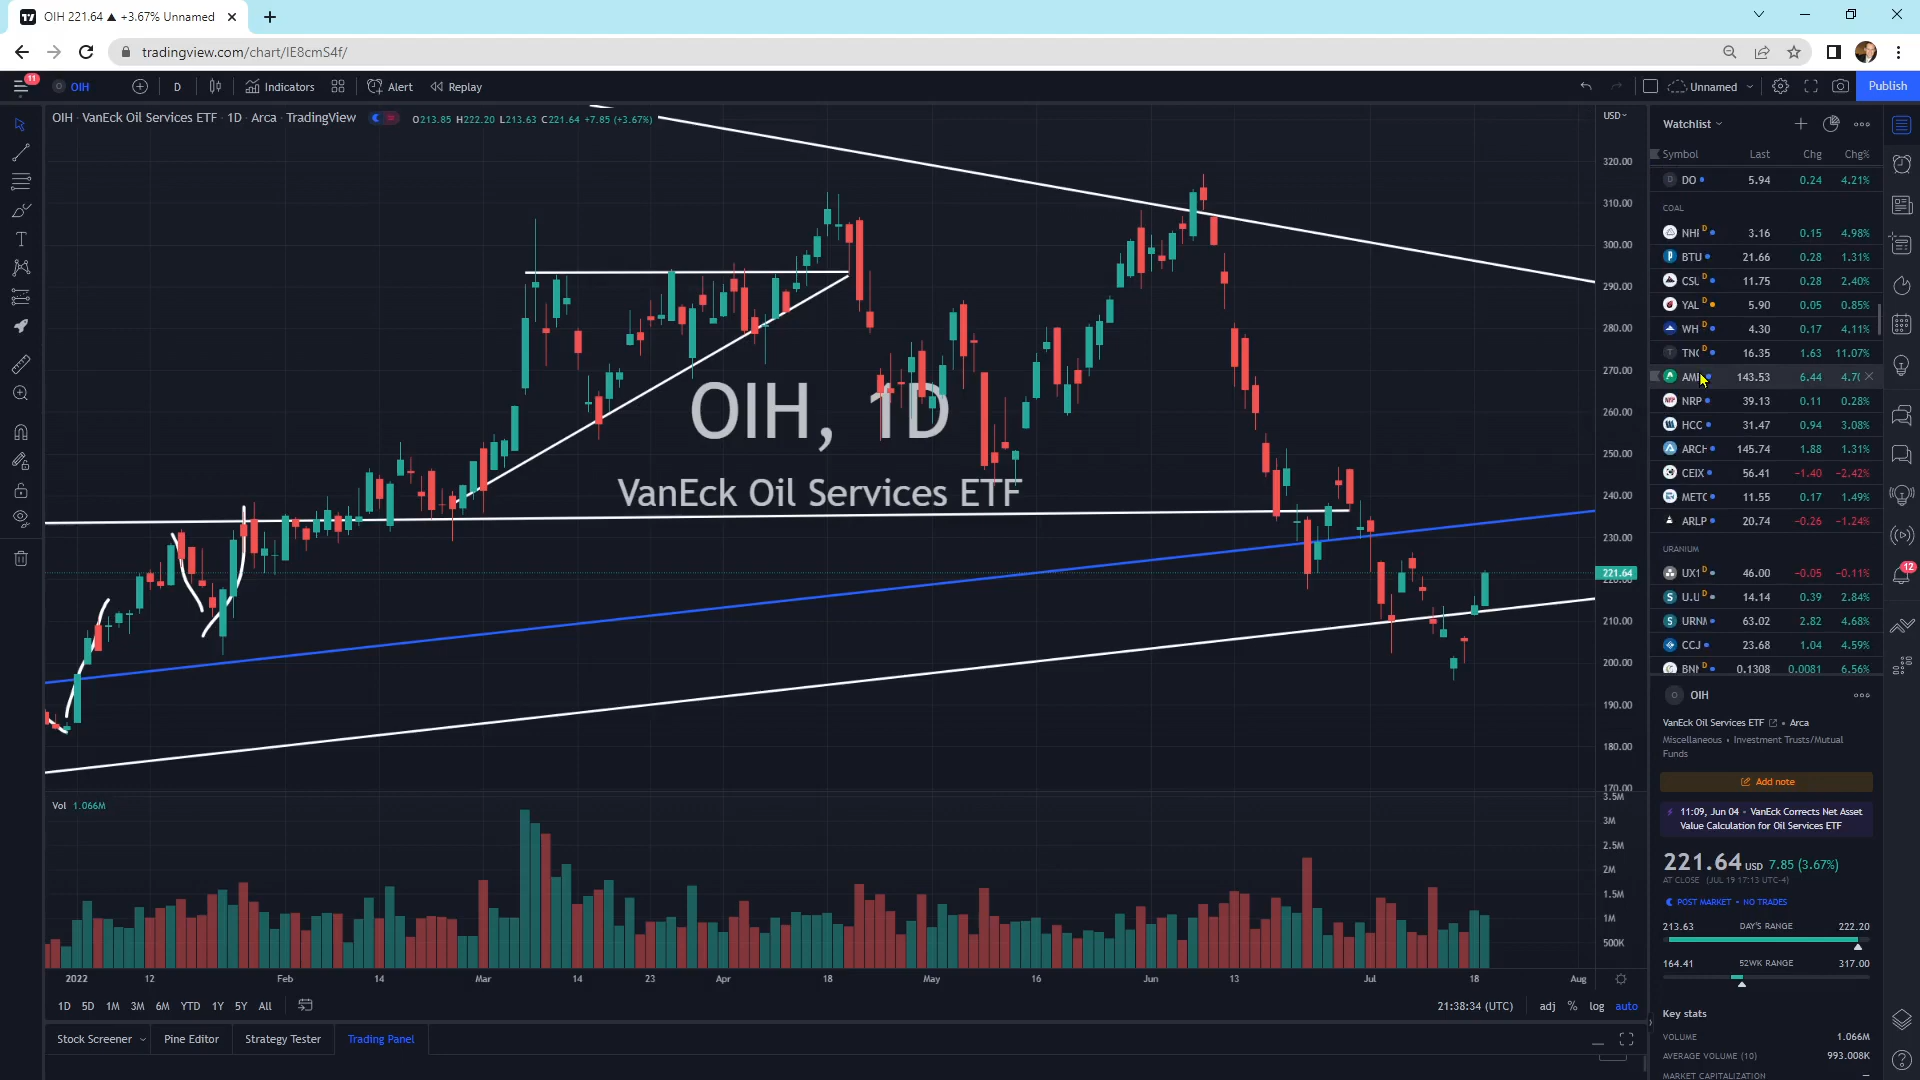 OIH 221.64 ▲ +3.67% Unnamed
tradingview.com/chart/IE8cmS4f/
11
OIH
D
Indicators
Alert
Replay
Unnamed
Publish
OIH · VanEck Oil Services ETF · 1D · Arca · TradingView
O213.85 H222.20 L213.63 C221.64 +7.85 (+3.67%)
USD
320.00
310.00
300.00
290.00
280.00
270.00
260.00
250.00
240.00
230.00
221.64
220.00
210.00
200.00
190.00
180.00
170.00
OIH, 1D
VanEck Oil Services ETF
Vol 1.066M
3.5M
3M
2.5M
2M
1.5M
1M
500K
2022 12 Feb 14 Mar 14 23 Apr 18 May 16 Jun 13 Jul 18 Aug
1D 5D 1M 3M 6M YTD 1Y 5Y All
21:38:34 (UTC) adj % log auto
Stock Screener Pine Editor Strategy Tester Trading Panel
Watchlist
Symbol Last Chg Chg%
DO 5.94 0.24 4.21%
COAL
NHF D 3.16 0.15 4.98%
BTU 21.66 0.28 1.31%
CSL D 11.75 0.28 2.40%
YAL D 5.90 0.05 0.85%
WH D 4.30 0.17 4.11%
TNC D 16.35 1.63 11.07%
143.53 6.44
NRP 39.13 0.11 0.28%
HCC 31.47 0.94 3.08%
ARCH 145.74 1.88 1.31%
CEIX 56.41 −1.40 −2.42%
METC 11.55 0.17 1.49%
ARLP 20.74 −0.26 −1.24%
URANIUM
UX1 D 46.00 −0.05 −0.11%
U.U D 14.14 0.39 2.84%
URNM 63.02 2.82 4.68%
CCJ 23.68 1.04 4.59%
BNN D 0.1308 0.0081 6.56%
OIH
VanEck Oil Services ETF • Arca
Miscellaneous • Investment Trusts/Mutual
Funds
Add note
11:09, Jun 04 • VanEck Corrects Net Asset
Value Calculation for Oil Services ETF
221.64 USD 7.85 (3.67%)
AT CLOSE (JUL 19 17:13 UTC-4)
POST MARKET • NO TRADES
213.63 DAY'S RANGE 222.20
164.41 52WK RANGE 317.00
Key stats
VOLUME 1.066M
AVERAGE VOLUME (10) 993.008K
MARKET CAPITALIZATION —
12